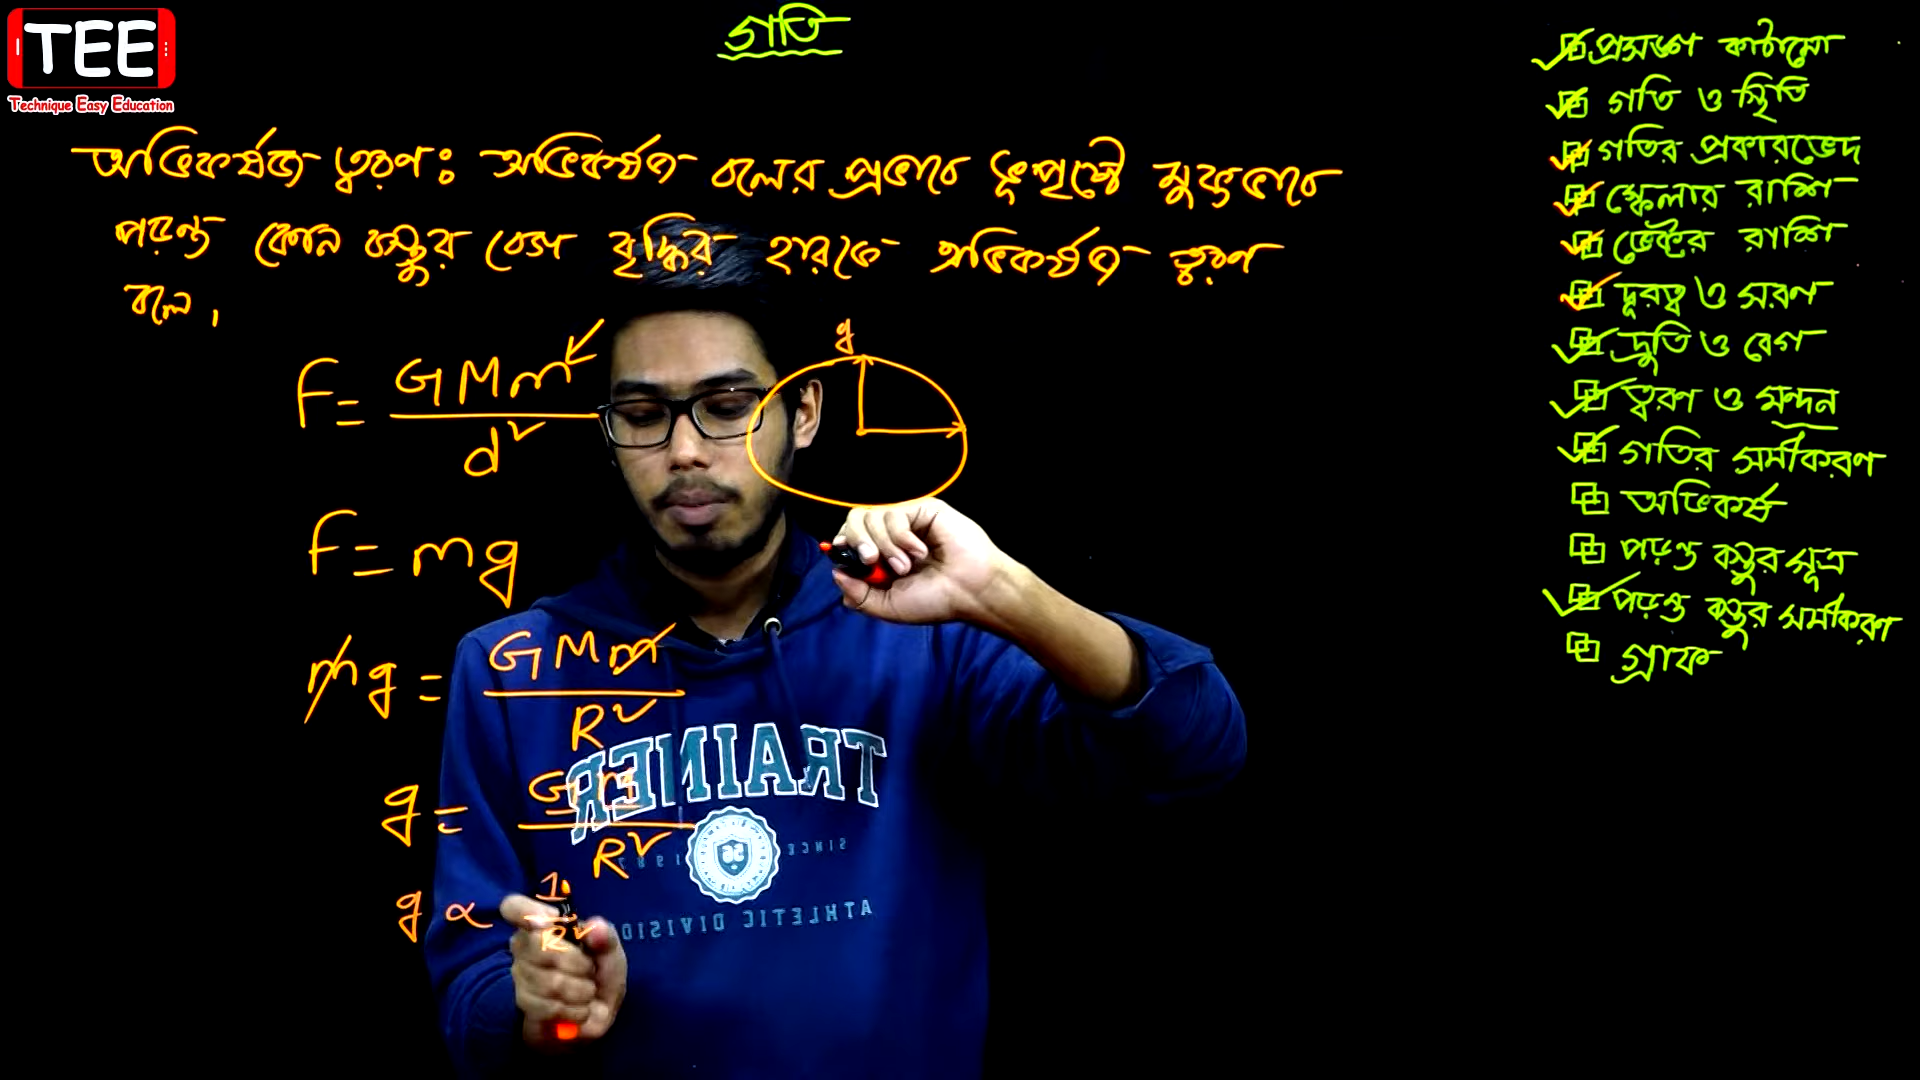 TEE
Technique Easy Education
গতি
অভিকর্ষজ ত্বরণঃ অভিকর্ষণ বলের প্রভাবে ভূপৃষ্ঠে মুক্তভাবে
পড়ন্ত কোন বস্তুর বেগ বৃদ্ধির হারকে অভিকর্ষণ ত্বরণ
বলে।
F = GMm
d²
g
F = mg
mg = GMm
R²
g = GM
R²
g ∝ 1
R²
TRAINER
SINCE 1987
ATHLETIC DIVISION
প্রসঙ্গ কাঠামো
গতি ও স্থিতি
গতির প্রকারভেদ
স্কেলার রাশি
ভেক্টর রাশি
দূরত্ব ও সরণ
দ্রুতি ও বেগ
ত্বরণ ও মন্দন
গতির সমীকরণ
অভিকর্ষ
পড়ন্ত বস্তুর সূত্র
পড়ন্ত বস্তুর সমীকরণ
গ্রাফ